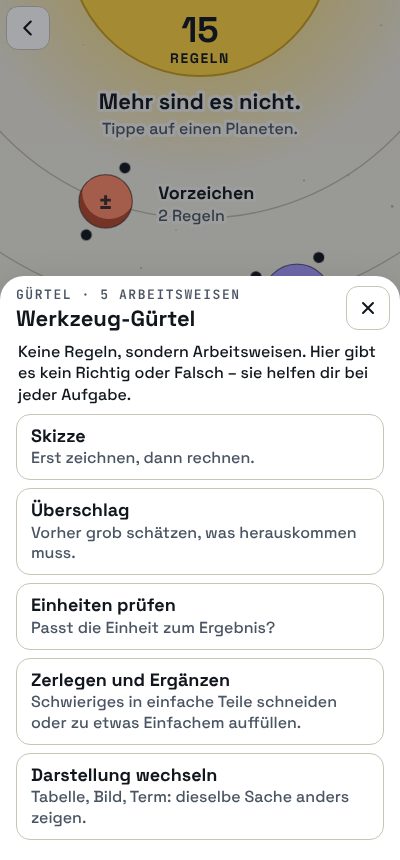 15
REGELN
Mehr sind es nicht.
Tippe auf einen Planeten.
±
Vorzeichen
2 Regeln
GÜRTEL · 5 ARBEITSWEISEN
Werkzeug-Gürtel
Keine Regeln, sondern Arbeitsweisen. Hier gibt
es kein Richtig oder Falsch – sie helfen dir bei
jeder Aufgabe.
Skizze
Erst zeichnen, dann rechnen.
Überschlag
Vorher grob schätzen, was herauskommen
muss.
Einheiten prüfen
Passt die Einheit zum Ergebnis?
Zerlegen und Ergänzen
Schwieriges in einfache Teile schneiden
oder zu etwas Einfachem auffüllen.
Darstellung wechseln
Tabelle, Bild, Term: dieselbe Sache anders
zeigen.